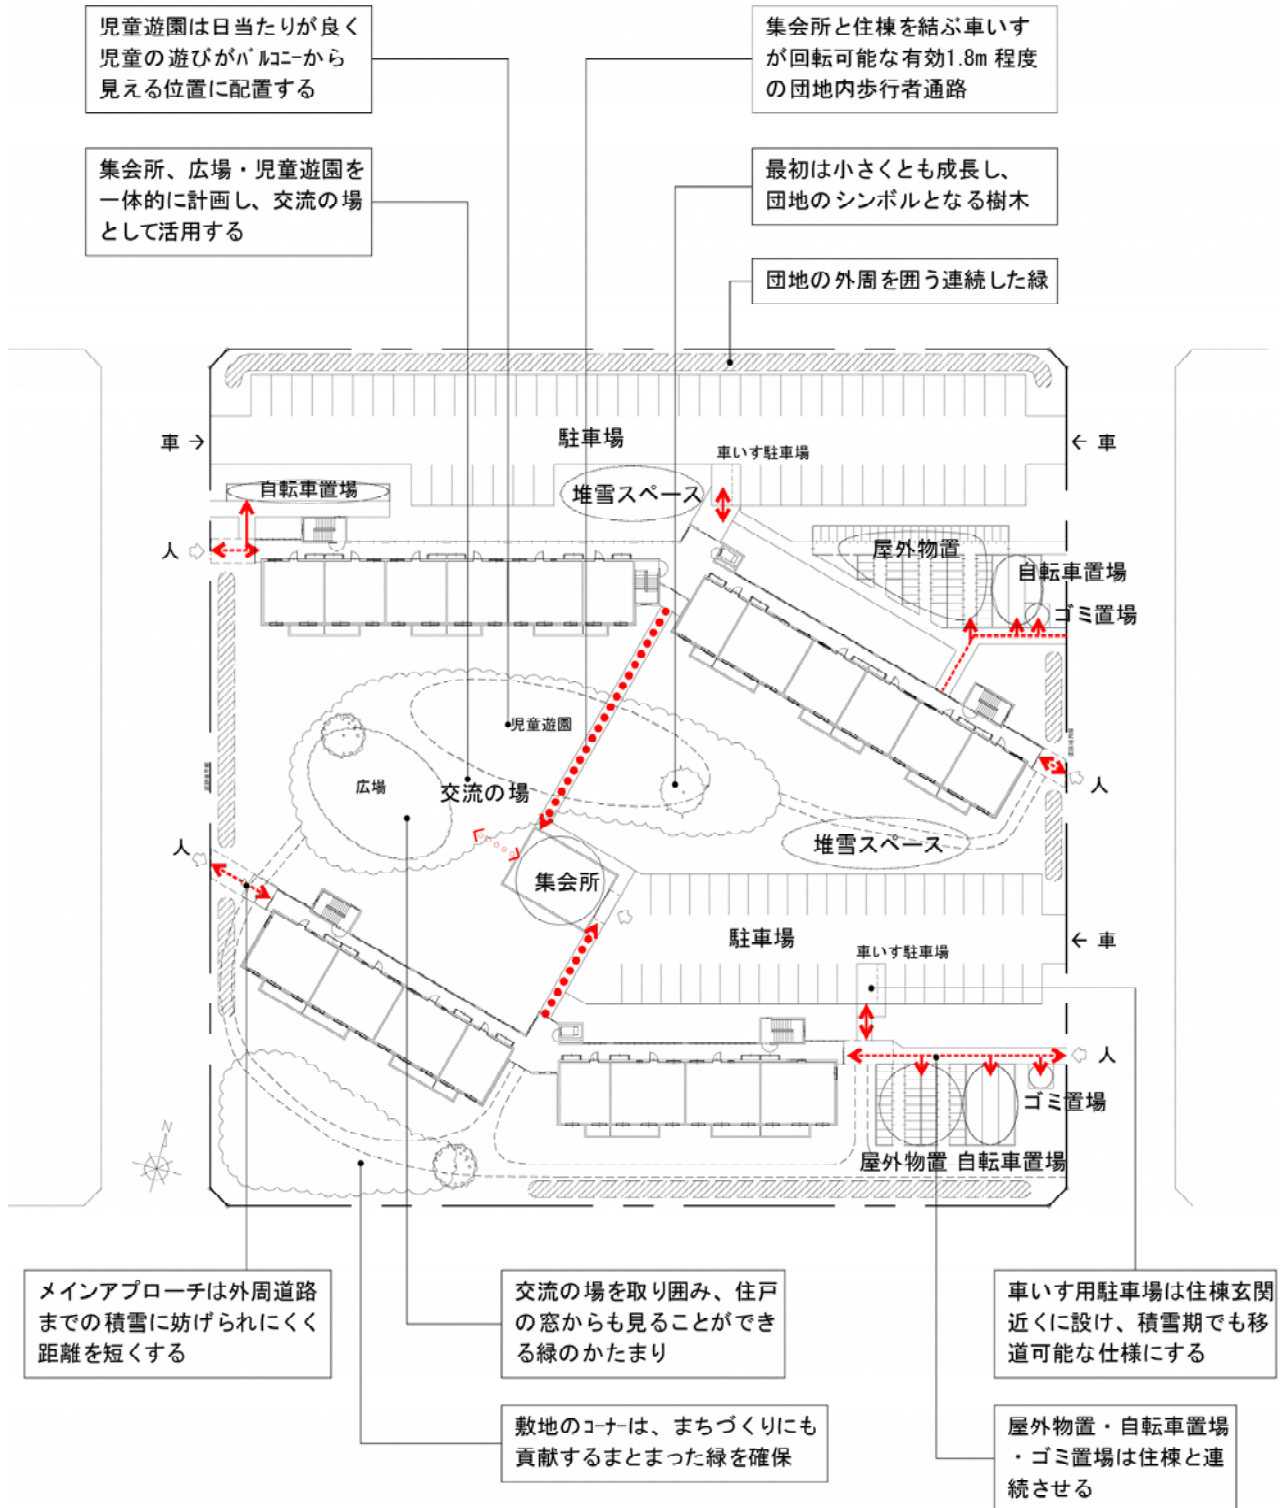 児童遊園は日当たりが良く
児童の遊びがバルコニーから
見える位置に配置する
集会所と住棟を結ぶ車いす
が回転可能な有効1.8m 程度
の団地内歩行者通路
集会所、広場・児童遊園を
一体的に計画し、交流の場
として活用する
最初は小さくとも成長し、
団地のシンボルとなる樹木
団地の外周を囲う連続した緑
車
駐車場
車
車いす駐車場
自転車置場
堆雪スペース
人
屋外物置
自転車置場
ゴミ置場
児童遊園
広場
交流の場
人
人
堆雪スペース
集会所
駐車場
車
車いす駐車場
人
ゴミ置場
屋外物置
自転車置場
N
メインアプローチは外周道路
までの積雪に妨げられにくく
距離を短くする
交流の場を取り囲み、住戸
の窓からも見ることができ
る緑のかたまり
車いす用駐車場は住棟玄関
近くに設け、積雪期でも移
道可能な仕様にする
敷地のコーナーは、まちづくりにも
貢献するまとまった緑を確保
屋外物置・自転車置場
・ゴミ置場は住棟と連
続させる